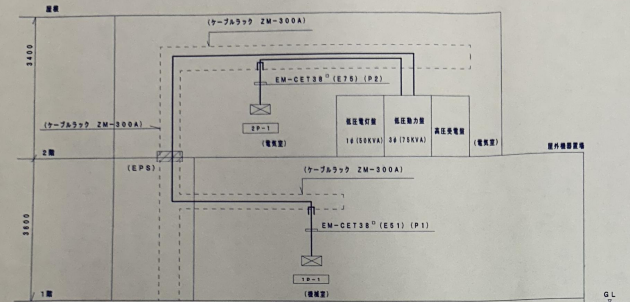 屋根
(ケーブルラック ZM-300A)
3400
EM-CET38□ (E75) (P2)
2P-1
(電気室)
低圧電灯盤
1φ(50KVA)
低圧動力盤
3φ(75KVA)
高圧受電盤
(電気室)
(ケーブルラック ZM-300A)
2階
(EPS)
屋外機器置場
(ケーブルラック ZM-300A)
3600
EM-CET38□ (E51) (P1)
(機械室)
1階
GL